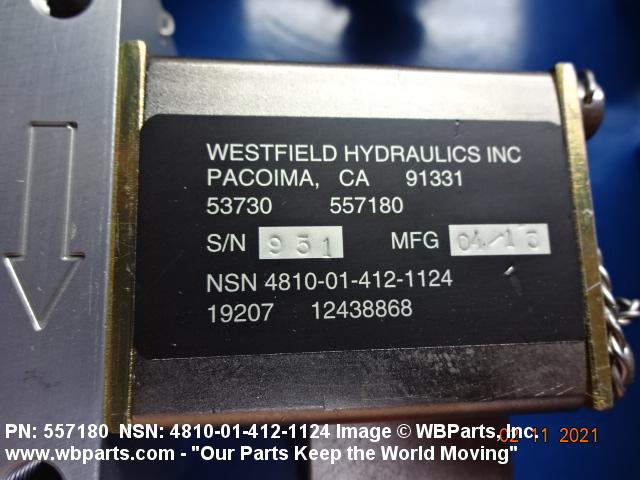 WESTFIELD HYDRAULICS INC
PACOIMA, CA 91331
53730 557180
S/N 951 MFG 04/13
NSN 4810-01-412-1124
19207 12438868
PN: 557180 NSN: 4810-01-412-1124 Image © WBParts, Inc.
02 11 2021
www.wbparts.com - "Our Parts Keep the World Moving"